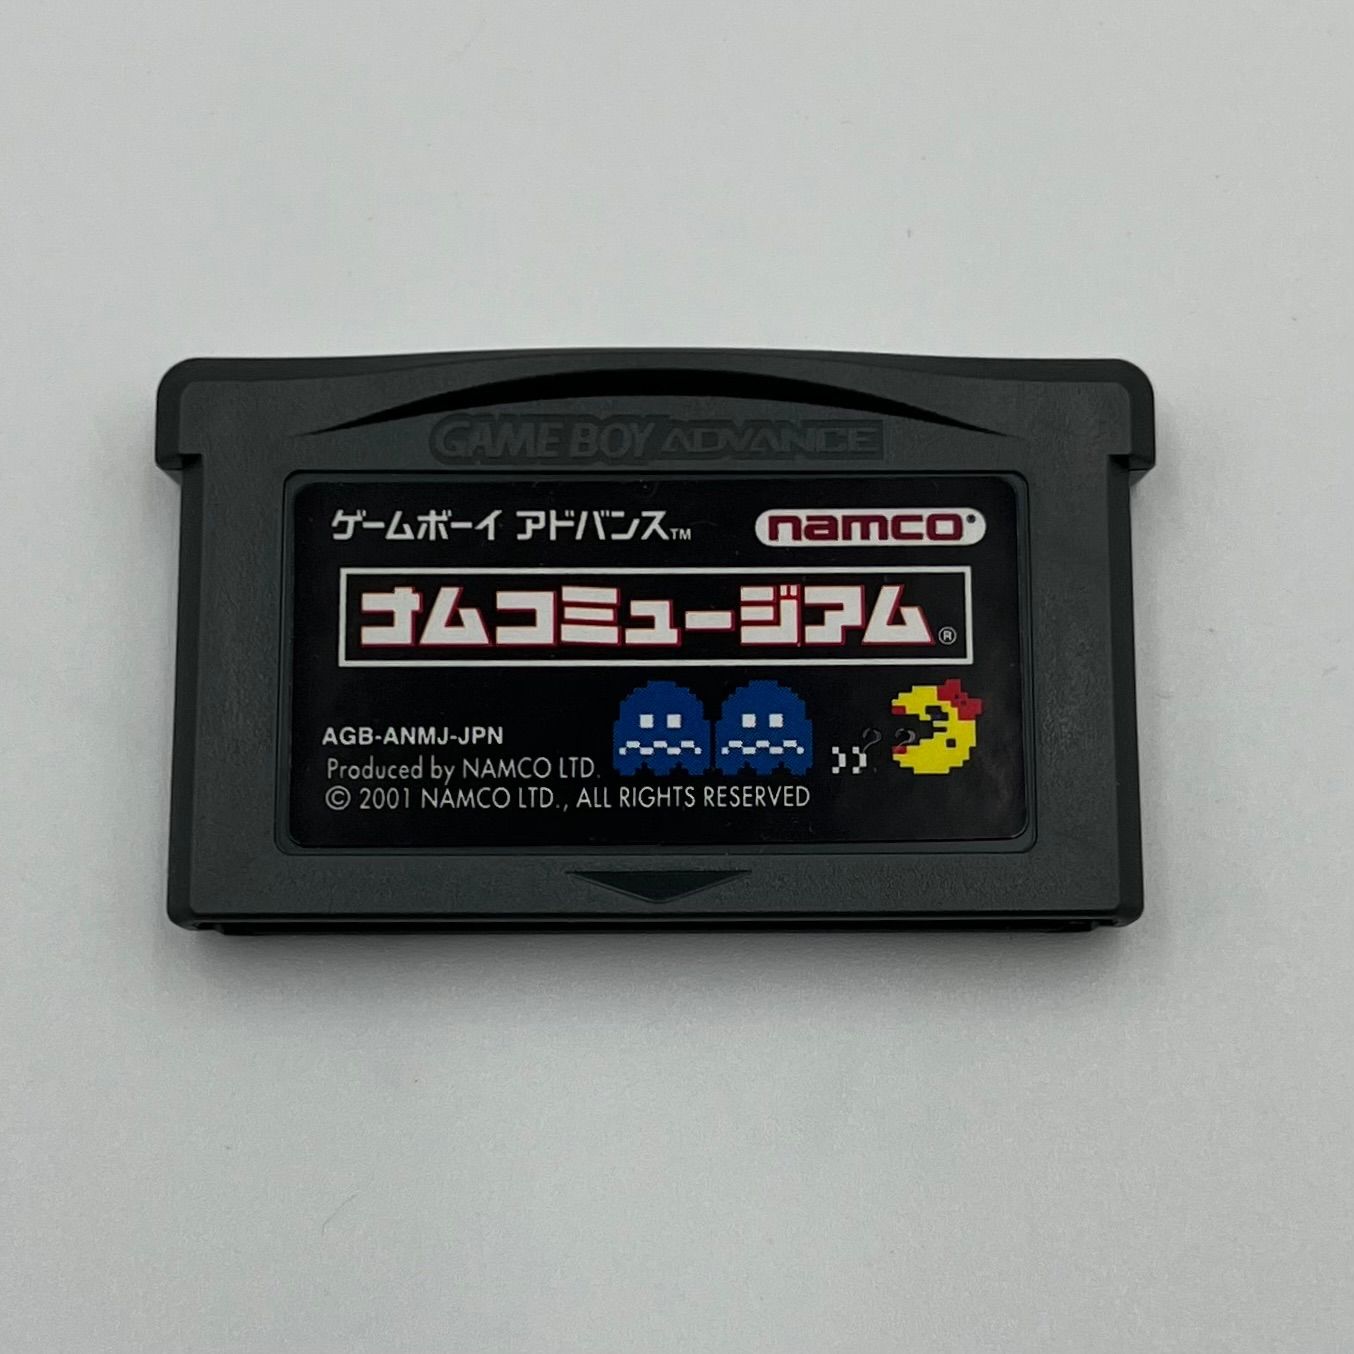 GAME BOY ADVANCE
ゲームボーイ アドバンス™
namco®
ナムコミュージアム®
AGB-ANMJ-JPN
Produced by NAMCO LTD.
© 2001 NAMCO LTD., ALL RIGHTS RESERVED